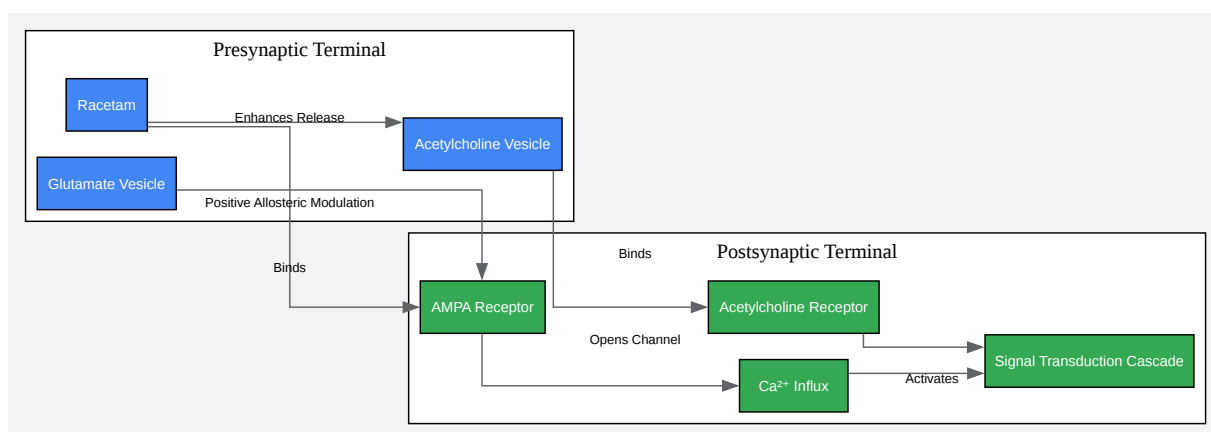 Presynaptic Terminal
Racetam
Enhances Release
Acetylcholine Vesicle
Glutamate Vesicle
Positive Allosteric Modulation
Binds
Binds
Postsynaptic Terminal
AMPA Receptor
Acetylcholine Receptor
Opens Channel
Signal Transduction Cascade
Ca²⁺ Influx
Activates